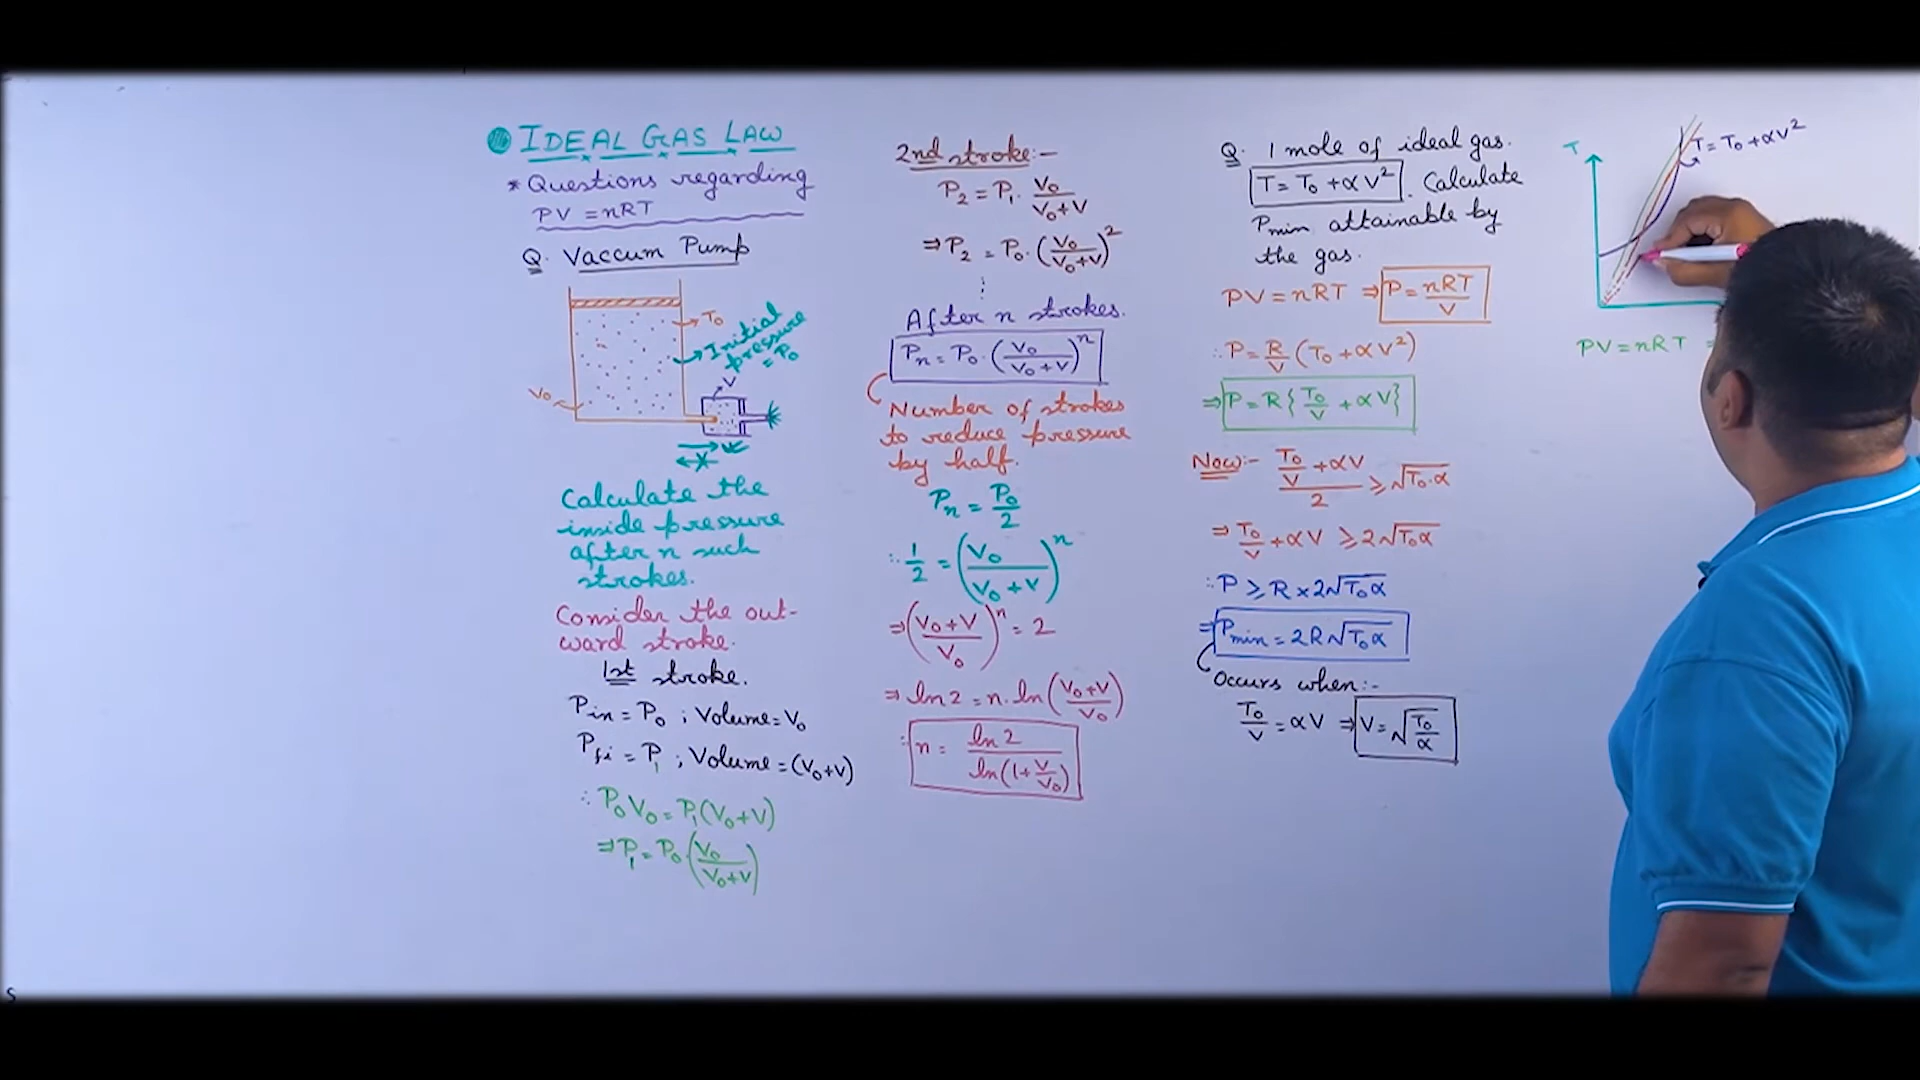 IDEAL GAS LAW
* Questions regarding
PV = nRT
Q. Vaccum Pump
T₀
Initial
pressure
= P₀
V
V₀
Calculate the
inside pressure
after n such
strokes.
Consider the out-
ward stroke.
1st stroke.
Pin = P₀ ; Volume = V₀
Pfi = P₁ ; Volume = (V₀+V)
∴ P₀V₀ = P₁(V₀+V)
⇒ P₁ = P₀·(V₀/(V₀+V))
2nd stroke:-
P₂ = P₁· V₀/(V₀+V)
⇒ P₂ = P₀·(V₀/(V₀+V))²
⋮
After n strokes.
Pn = P₀·(V₀/(V₀+V))ⁿ
Number of strokes
to reduce pressure
by half.
Pn = P₀/2
∴ 1/2 = (V₀/(V₀+V))ⁿ
⇒ ((V₀+V)/V₀)ⁿ = 2
⇒ ln2 = n·ln((V₀+V)/V₀)
∴ n = ln2/ln(1+V/V₀)
Q. 1 mole of ideal gas.
T = T₀ + αV² . Calculate
Pmin attainable by
the gas.
PV = nRT ⇒ P = nRT/V
∴ P = R/V (T₀ + αV²)
⇒ P = R{T₀/V + αV}
Now:- (T₀/V + αV)/2 ≥ √T₀·α
⇒ T₀/V + αV ≥ 2√T₀α
∴ P ≥ R × 2√T₀α
⇒ Pmin = 2R√T₀α
Occurs when:-
T₀/V = αV ⇒ V = √(T₀/α)
T
T = T₀ + αV²
PV = nRT =
S